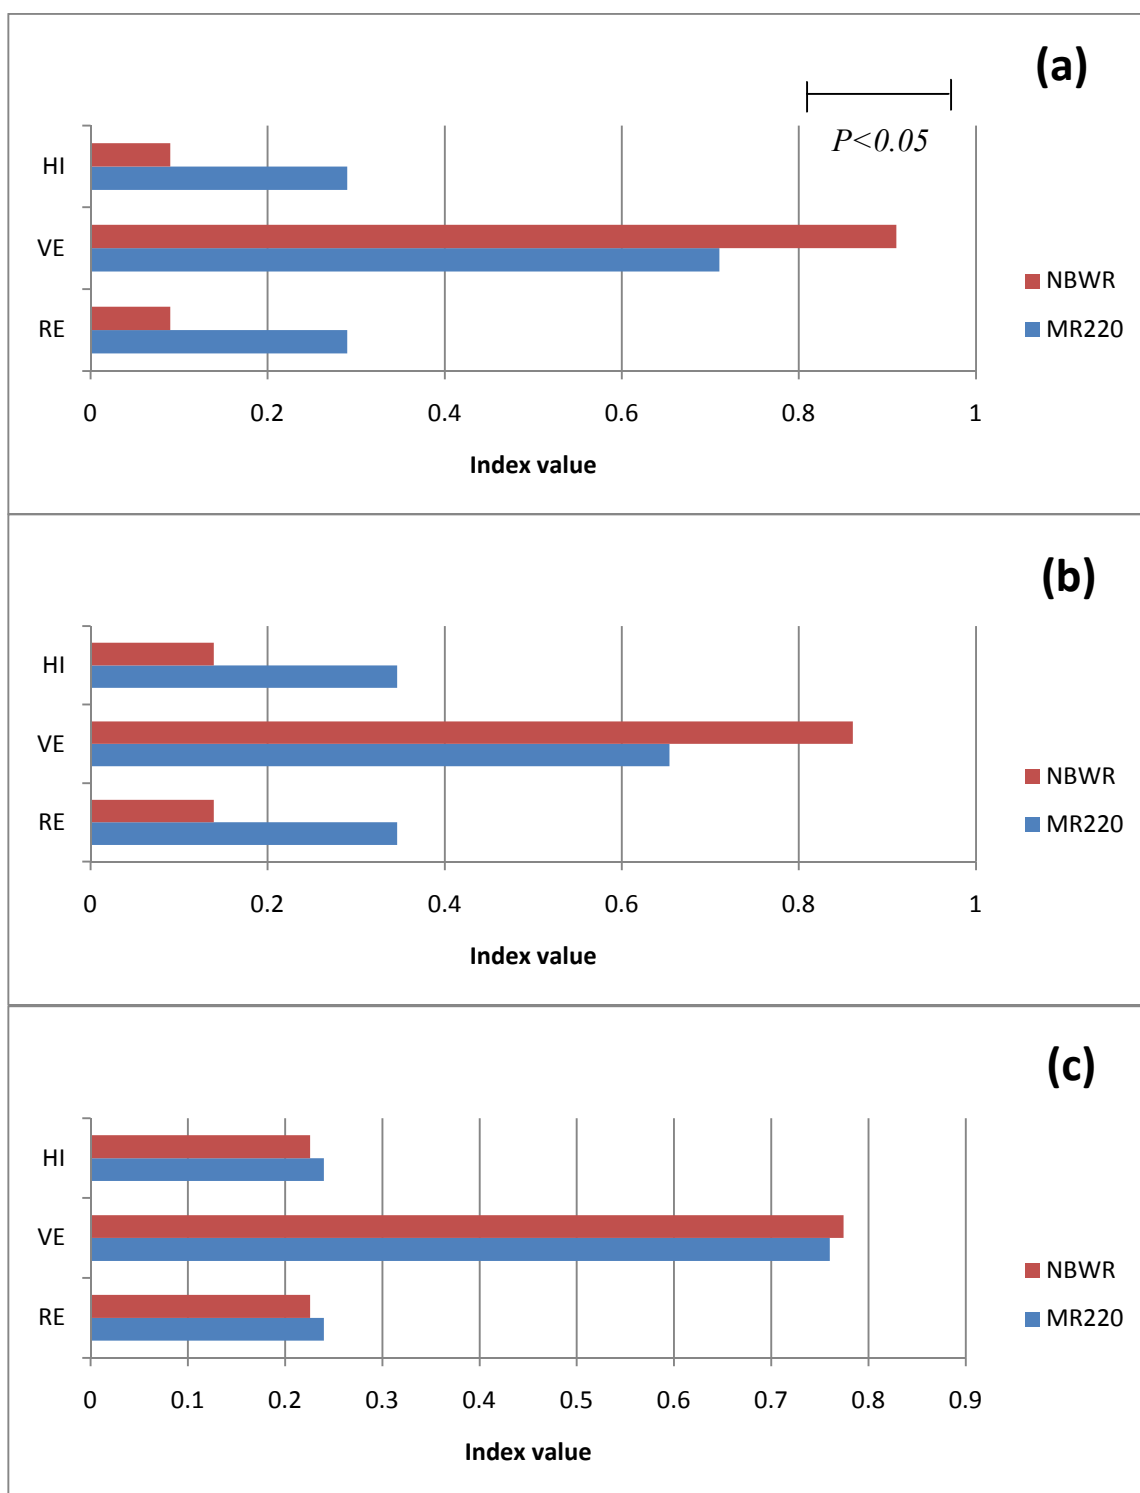 (a)
P<0.05
HI
VE
RE
NBWR
MR220
0 0.2 0.4 0.6 0.8 1
Index value
(b)
HI
VE
RE
NBWR
MR220
0 0.2 0.4 0.6 0.8 1
Index value
(c)
HI
VE
RE
NBWR
MR220
0 0.1 0.2 0.3 0.4 0.5 0.6 0.7 0.8 0.9
Index value